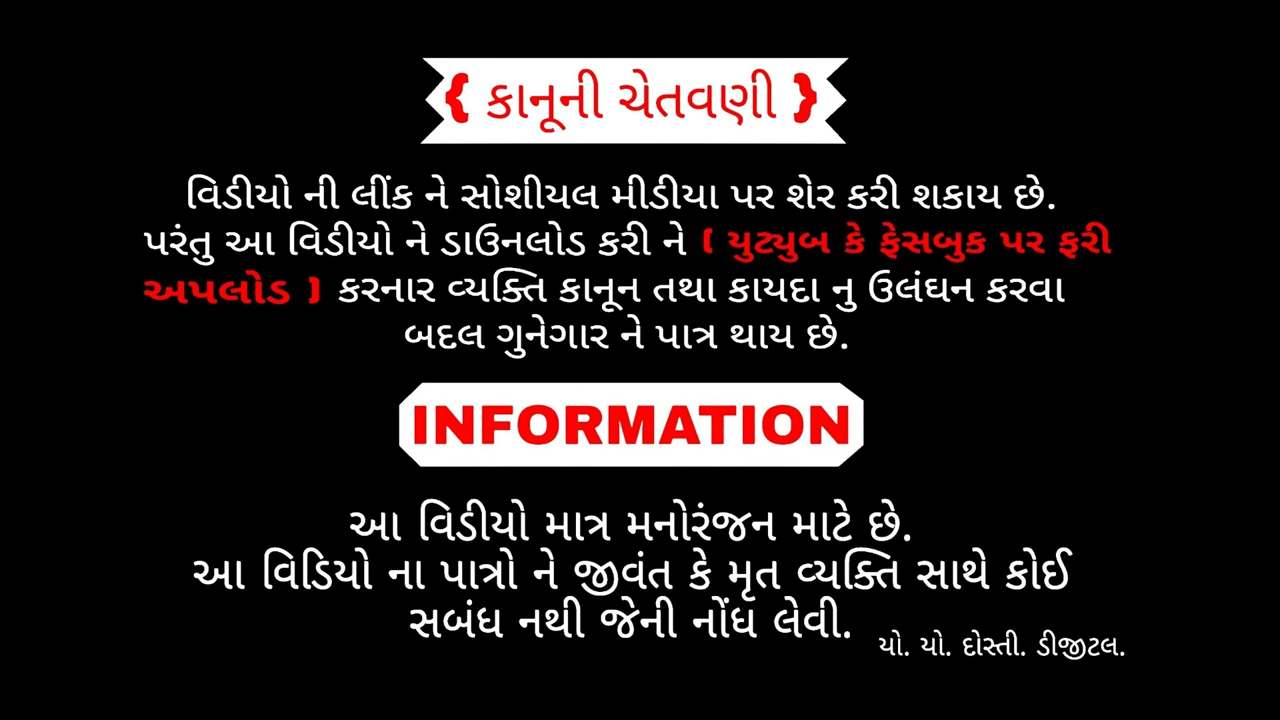 { કાનૂની ચેતવણી }
વિડીયો ની લીંક ને સોશીયલ મીડીયા પર શેર કરી શકાય છે.
પરંતુ આ વિડીયો ને ડાઉનલોડ કરી ને ( યુટ્યુબ કે ફેસબુક પર ફરી
અપલોડ ) કરનાર વ્યક્તિ કાનૂન તથા કાયદા નુ ઉલંઘન કરવા
બદલ ગુનેગાર ને પાત્ર થાય છે.
INFORMATION
આ વિડીયો માત્ર મનોરંજન માટે છે.
આ વિડિયો ના પાત્રો ને જીવંત કે મૃત વ્યક્તિ સાથે કોઈ
સબંધ નથી જેની નોંધ લેવી.
યો. યો. દોસ્તી. ડીજીટલ.